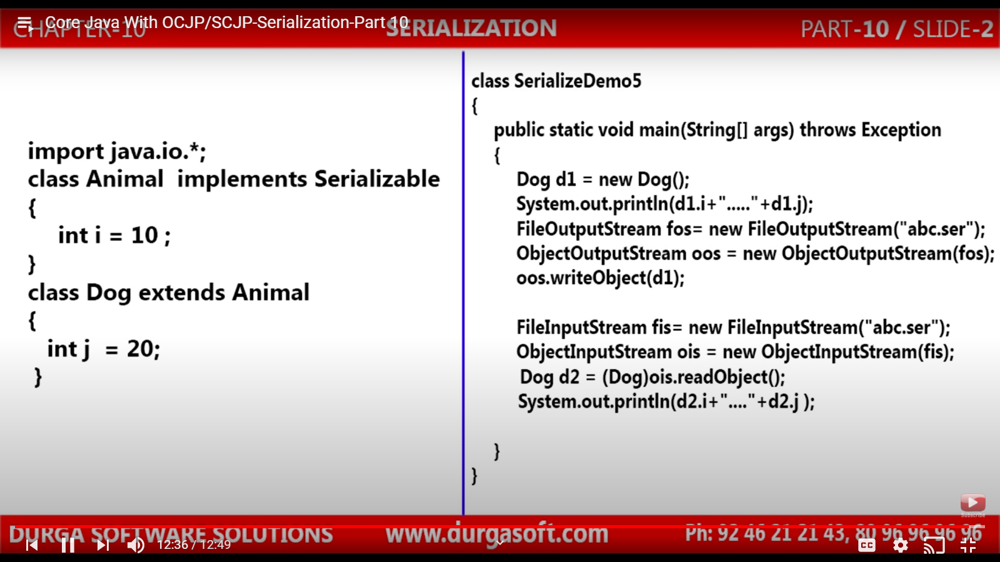 Core Java With OCJP/SCJP-Serialization-Part 10
CHAPTER-10
SERIALIZATION
PART-10 / SLIDE-2
import java.io.*;
class Animal  implements Serializable
{
int i = 10 ;
}
class Dog extends Animal
{
int j  = 20;
}
class SerializeDemo5
{
public static void main(String[] args) throws Exception
{
Dog d1 = new Dog();
System.out.println(d1.i+"....."+d1.j);
FileOutputStream fos= new FileOutputStream("abc.ser");
ObjectOutputStream oos = new ObjectOutputStream(fos);
oos.writeObject(d1);
FileInputStream fis= new FileInputStream("abc.ser");
ObjectInputStream ois = new ObjectInputStream(fis);
Dog d2 = (Dog)ois.readObject();
System.out.println(d2.i+"...."+d2.j );
}
}
Subscribe
DURGA SOFTWARE SOLUTIONS
www.durgasoft.com
Ph: 92 46 21 21 43, 80 96 96 96 96
12:36 / 12:49
CC